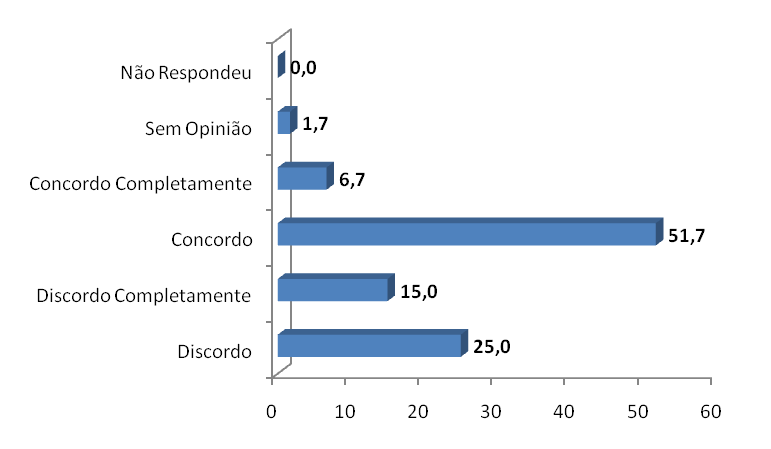 Não Respondeu 0,0
Sem Opinião 1,7
Concordo Completamente 6,7
Concordo 51,7
Discordo Completamente 15,0
Discordo 25,0
0 10 20 30 40 50 60